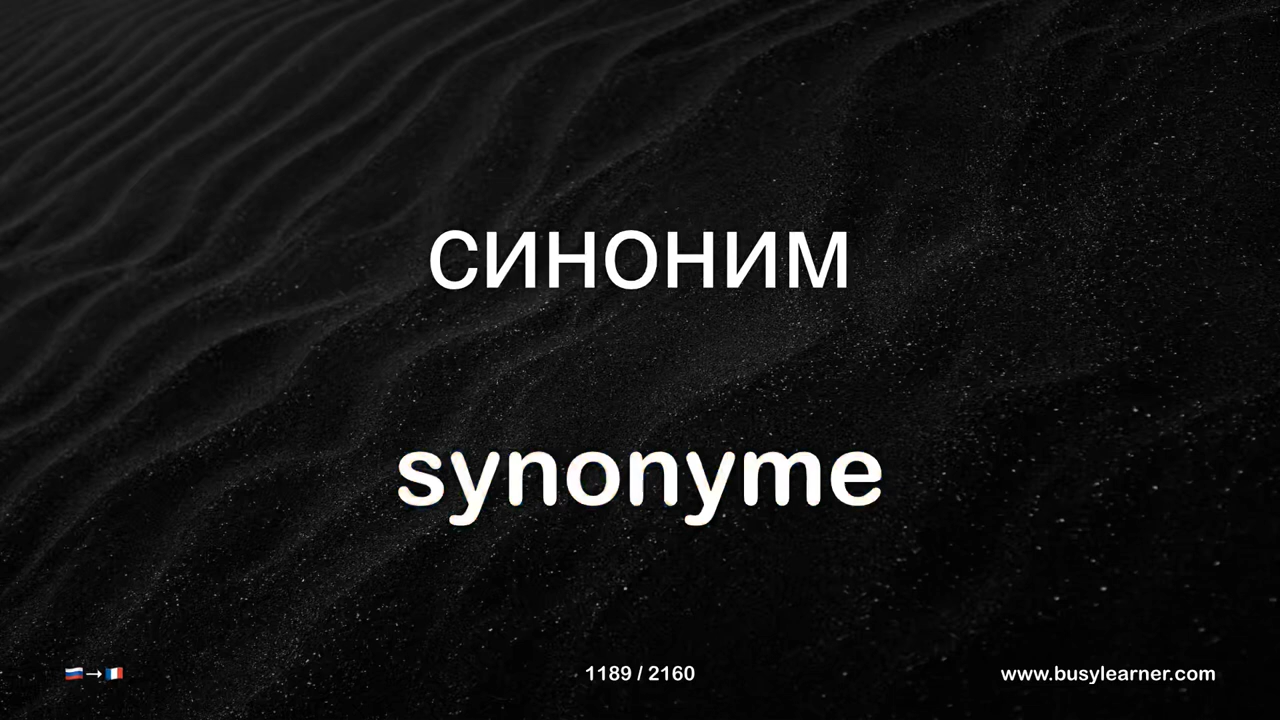 синоним
synonyme
🇷🇺→🇫🇷
1189 / 2160
www.busylearner.com